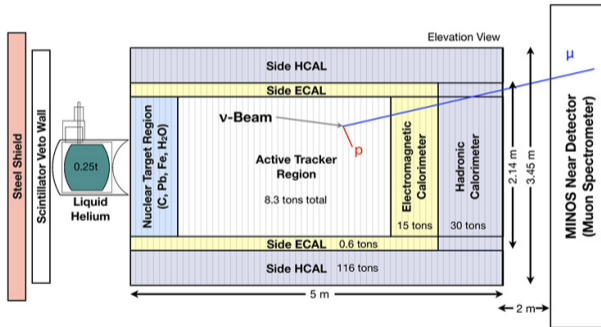 Elevation View
Steel Shield
Scintillator Veto Wall
0.25t
Liquid
Helium
Side HCAL
Side ECAL
Nuclear Target Region
(C, Pb, Fe, H2O)
ν-Beam
p
μ
Active Tracker
Region
8.3 tons total
Electromagnetic
Calorimeter
15 tons
Hadronic
Calorimeter
30 tons
Side ECAL 0.6 tons
Side HCAL 116 tons
5 m
2 m
2.14 m
3.45 m
MINOS Near Detector
(Muon Spectrometer)